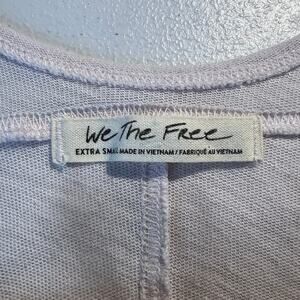 We The Free
EXTRA SMALL MADE IN VIETNAM / FABRIQUÉ AU VIETNAM